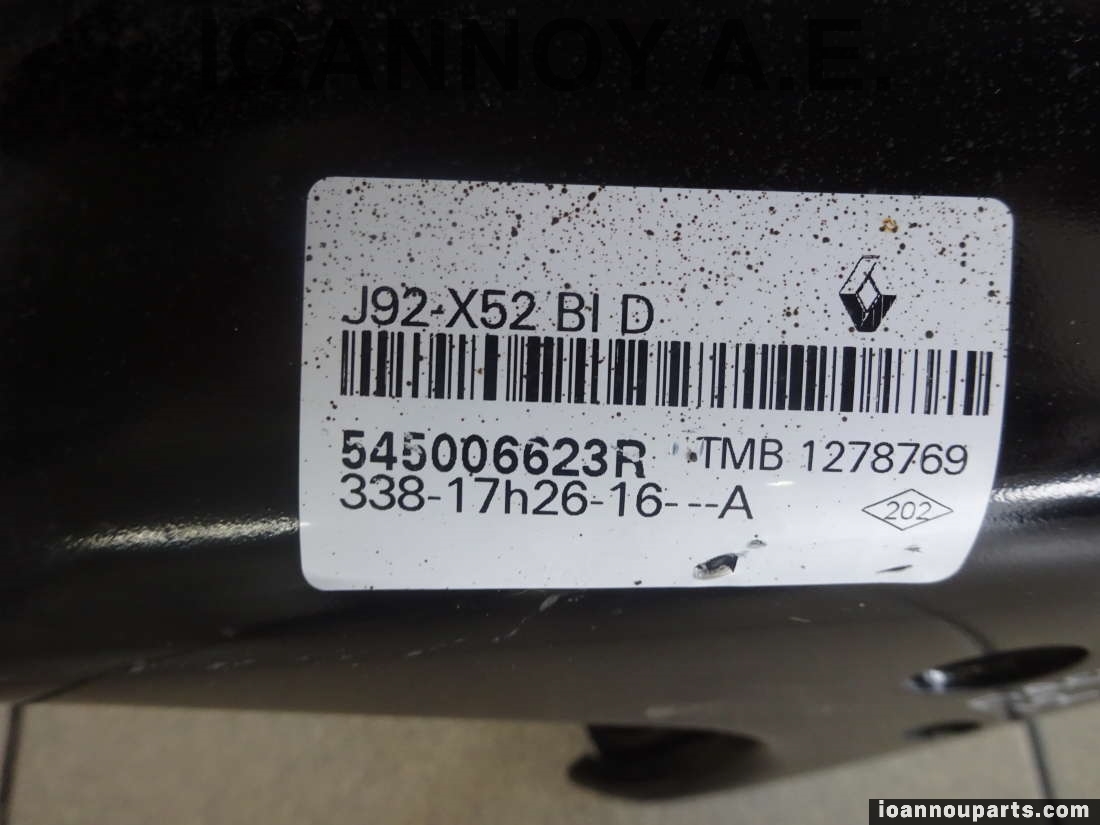 IOANNOY A.E.
J92-X52 BI D
545006623R TMB 1278769
338-17h26-16---A
202
ioannouparts.com